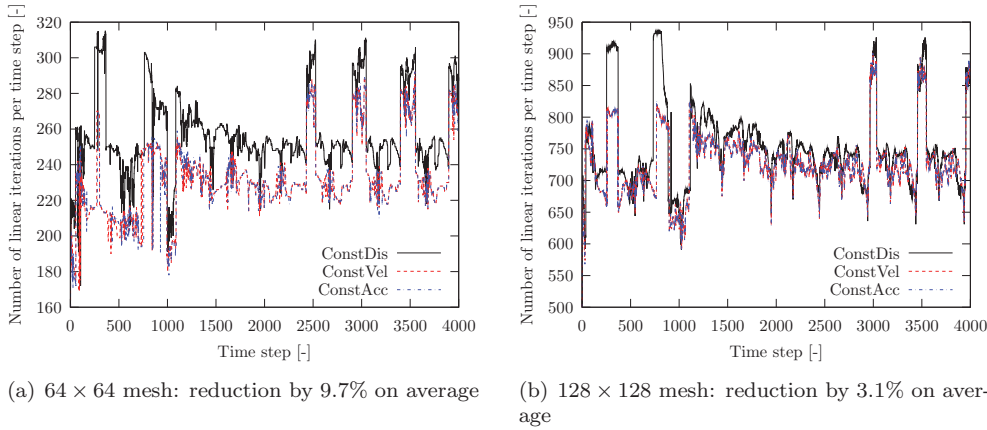 Number of linear iterations per time step [-]
320
300
280
260
240
220
200
180
160
ConstDis
ConstVel
ConstAcc
0 500 1000 1500 2000 2500 3000 3500 4000
Time step [-]
(a) 64 × 64 mesh: reduction by 9.7% on average
Number of linear iterations per time step [-]
950
900
850
800
750
700
650
600
550
500
ConstDis
ConstVel
ConstAcc
0 500 1000 1500 2000 2500 3000 3500 4000
Time step [-]
(b) 128 × 128 mesh: reduction by 3.1% on aver-
age